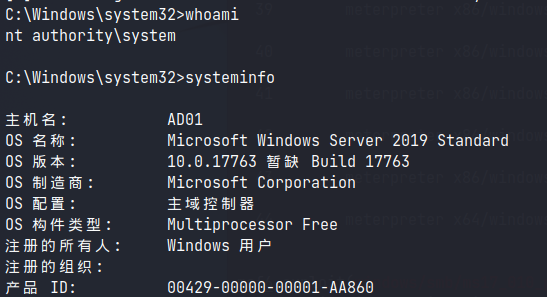 C:\Windows\system32>whoami
nt authority\system
C:\Windows\system32>systeminfo
主机名: AD01
OS 名称: Microsoft Windows Server 2019 Standard
OS 版本: 10.0.17763 暂缺 Build 17763
OS 制造商: Microsoft Corporation
OS 配置: 主域控制器
OS 构件类型: Multiprocessor Free
注册的所有人: Windows 用户
注册的组织:
产品 ID: 00429-00000-00001-AA860